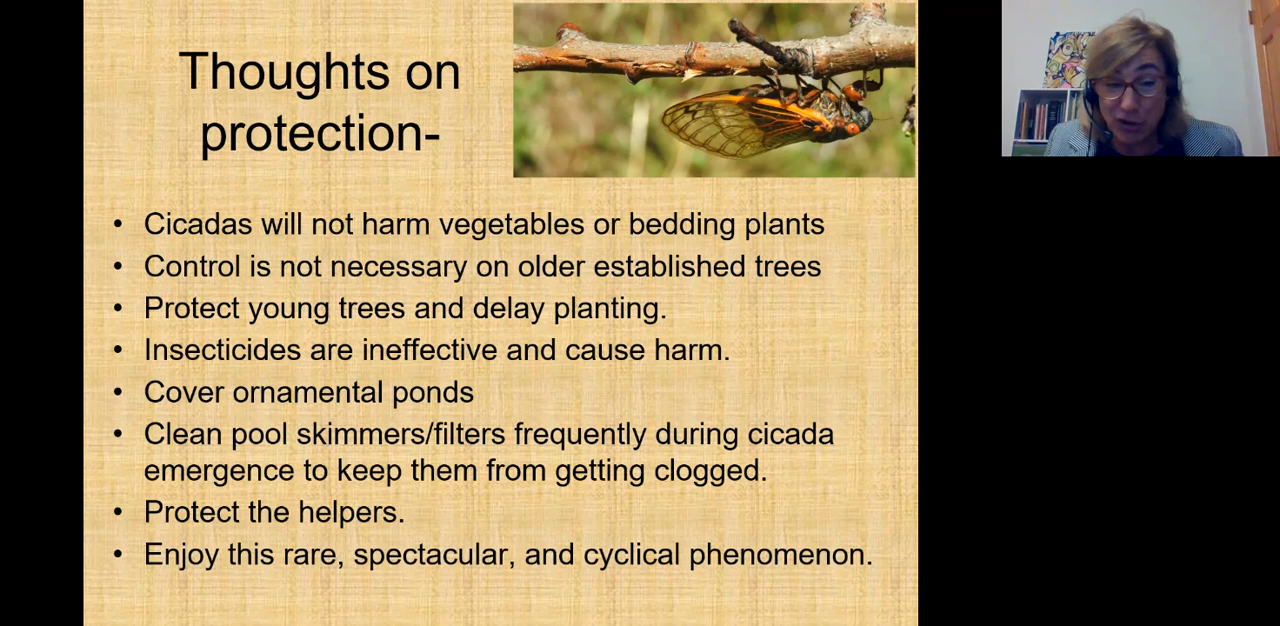 Thoughts on
protection-
• Cicadas will not harm vegetables or bedding plants
• Control is not necessary on older established trees
• Protect young trees and delay planting.
• Insecticides are ineffective and cause harm.
• Cover ornamental ponds
• Clean pool skimmers/filters frequently during cicada
emergence to keep them from getting clogged.
• Protect the helpers.
• Enjoy this rare, spectacular, and cyclical phenomenon.